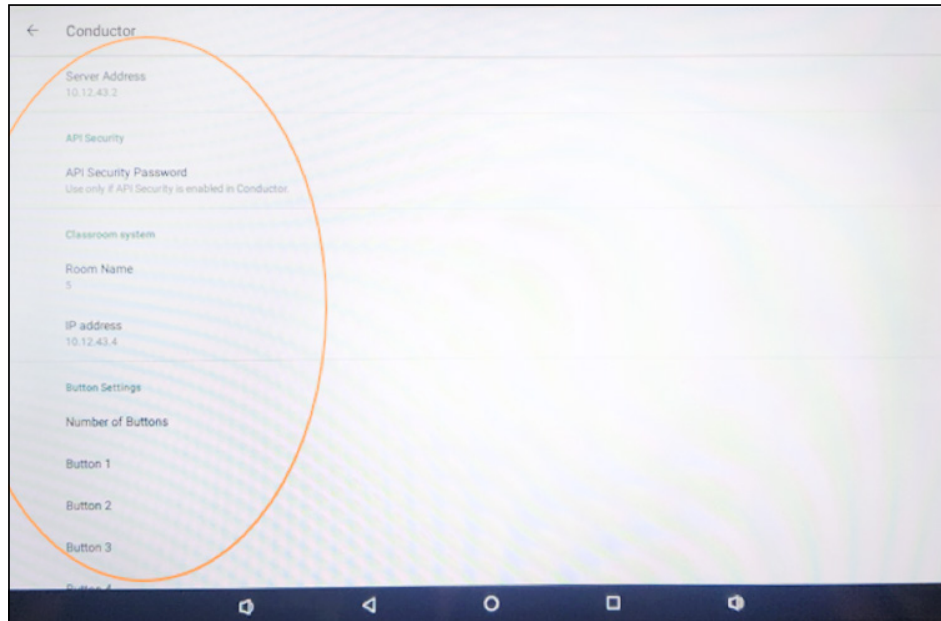 Conductor
Server Address
10.12.43.2
API Security
API Security Password
Use only if API Security is enabled in Conductor.
Classroom system
Room Name
5
IP address
10.12.43.4
Button Settings
Number of Buttons
Button 1
Button 2
Button 3
Button 4